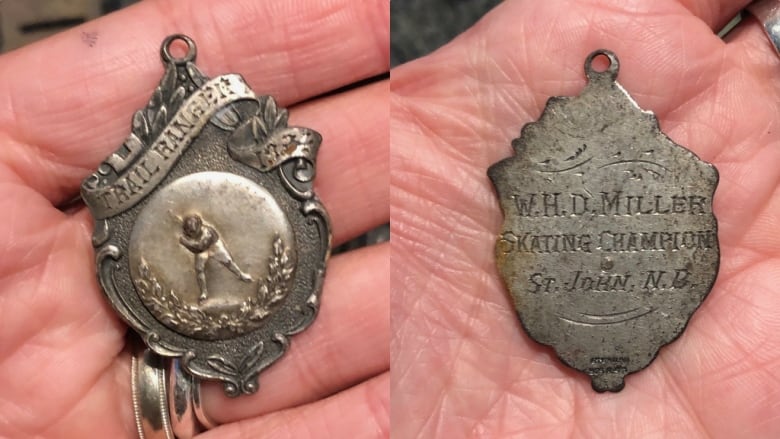 TRAIL RANGER
W.H.D. MILLER
SKATING CHAMPION
ST. JOHN, N.B.